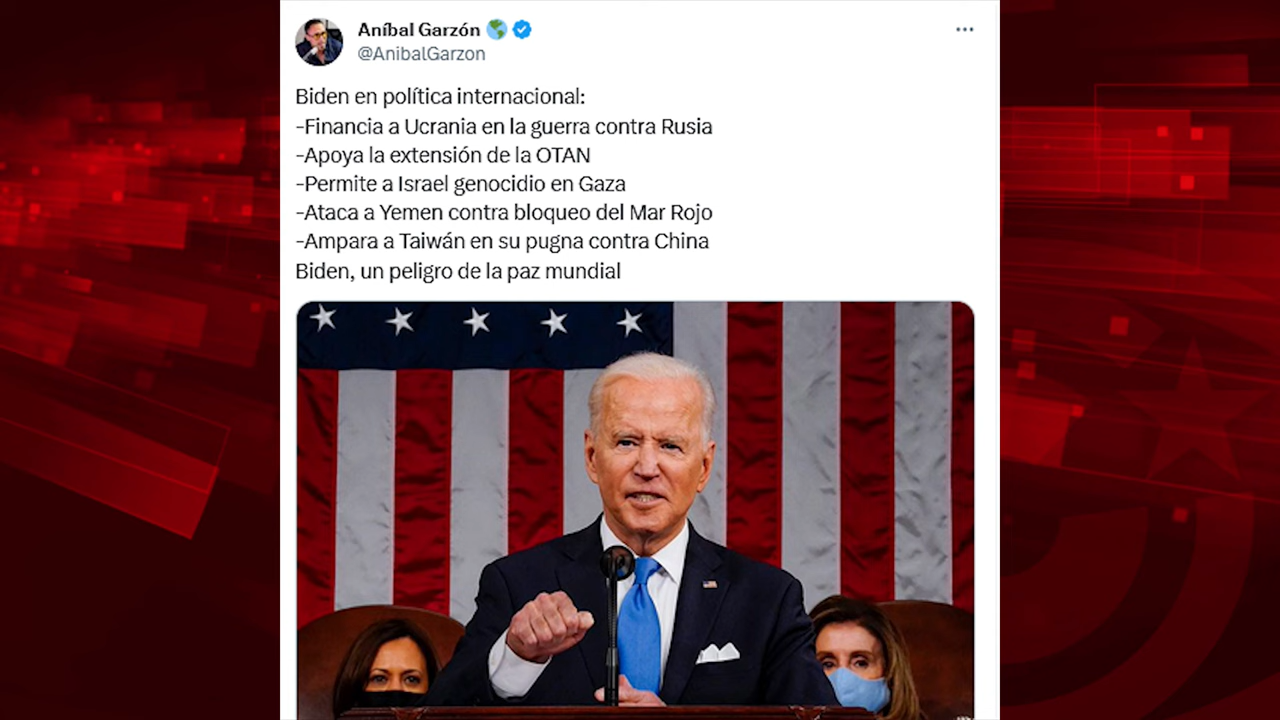 Aníbal Garzón
@AnibalGarzon
Biden en política internacional:
-Financia a Ucrania en la guerra contra Rusia
-Apoya la extensión de la OTAN
-Permite a Israel genocidio en Gaza
-Ataca a Yemen contra bloqueo del Mar Rojo
-Ampara a Taiwán en su pugna contra China
Biden, un peligro de la paz mundial